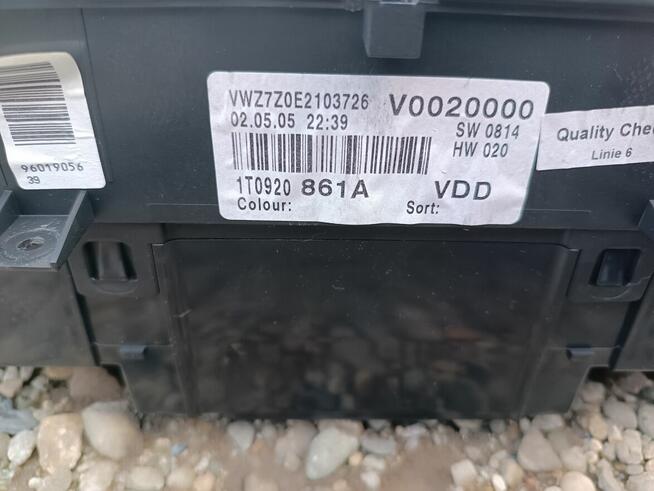 96019056
39
VWZ7Z0E2103726 V0020000
02.05.05 22:39 SW 0814
HW 020
1T0920 861A VDD
Colour: Sort:
Quality Chec
Linie 6